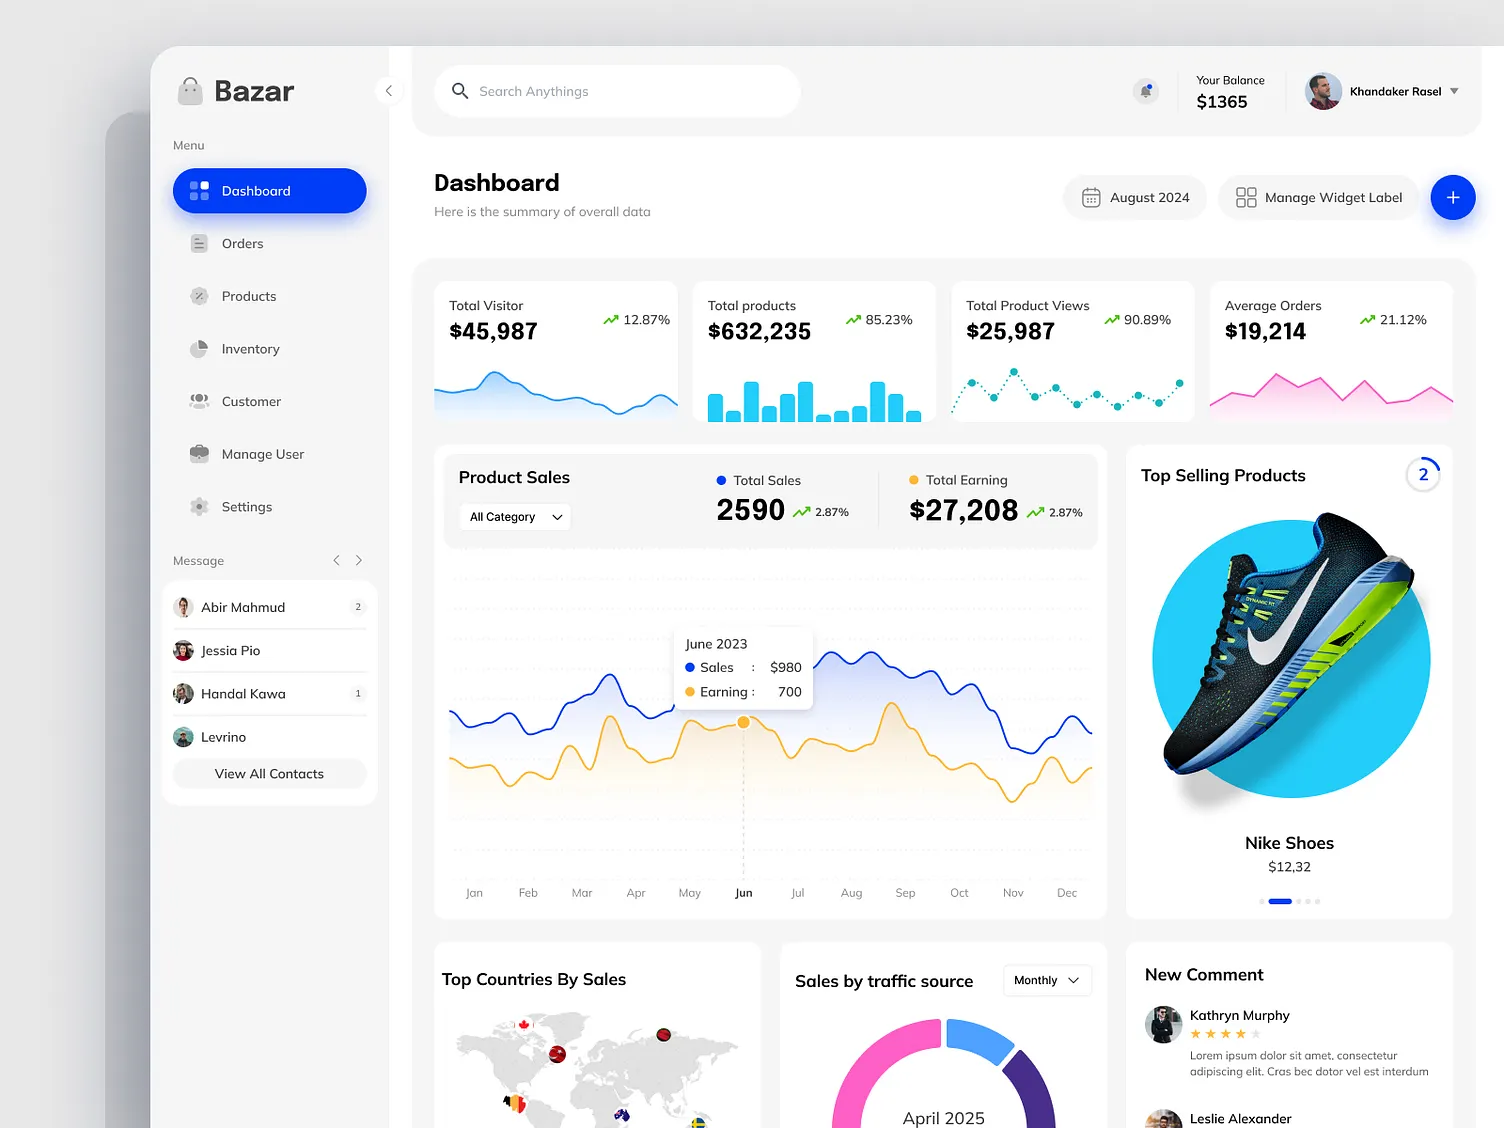 Bazar
Menu
Dashboard
Orders
Products
Inventory
Customer
Manage User
Settings
Message
Abir Mahmud 2
Jessia Pio
Handal Kawa 1
Levrino
View All Contacts
Search Anythings
Your Balance
$1365
Khandaker Rasel
Dashboard
Here is the summary of overall data
August 2024
Manage Widget Label
+
Total Visitor
$45,987
12.87%
Total products
$632,235
85.23%
Total Product Views
$25,987
90.89%
Average Orders
$19,214
21.12%
Product Sales
All Category
Total Sales
2590 2.87%
Total Earning
$27,208 2.87%
June 2023
Sales : $980
Earning : 700
Jan Feb Mar Apr May Jun Jul Aug Sep Oct Nov Dec
Top Selling Products
2
DYNAMIC FIT
Nike Shoes
$12,32
Top Countries By Sales
Sales by traffic source
Monthly
April 2025
New Comment
Kathryn Murphy
Lorem ipsum dolor sit amet, consectetur
adipiscing elit. Cras bec dotor vel est interdum
Leslie Alexander